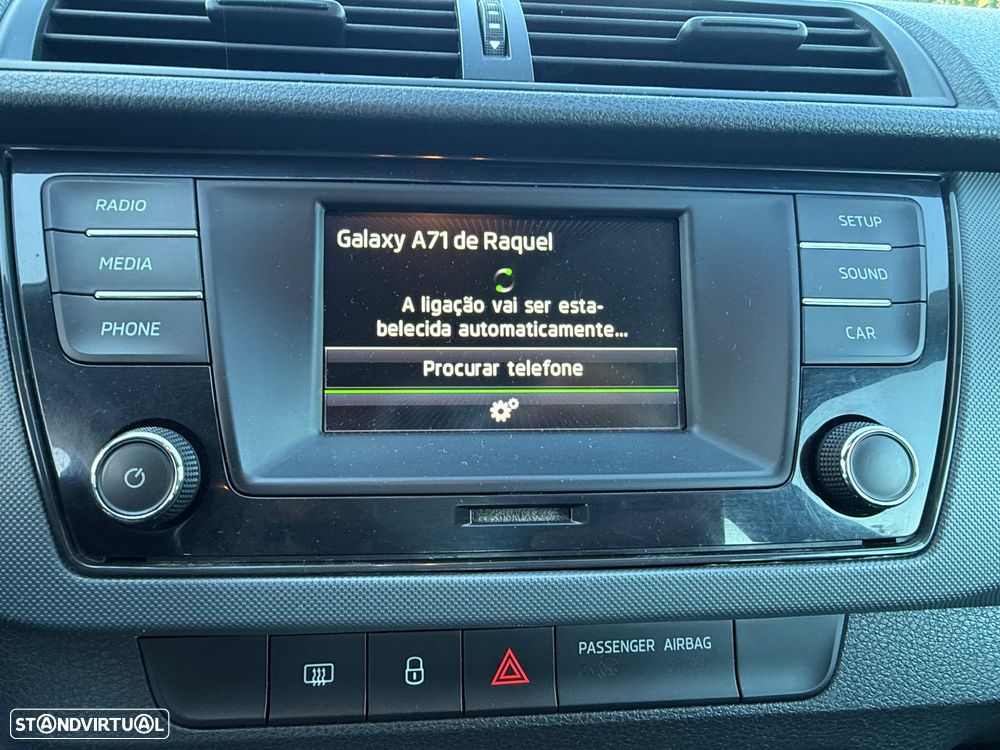 RADIO
MEDIA
PHONE
Galaxy A71 de Raquel
A ligação vai ser esta-
belecida automaticamente...
Procurar telefone
SETUP
SOUND
CAR
PASSENGER AIRBAG
STANDVIRTUAL